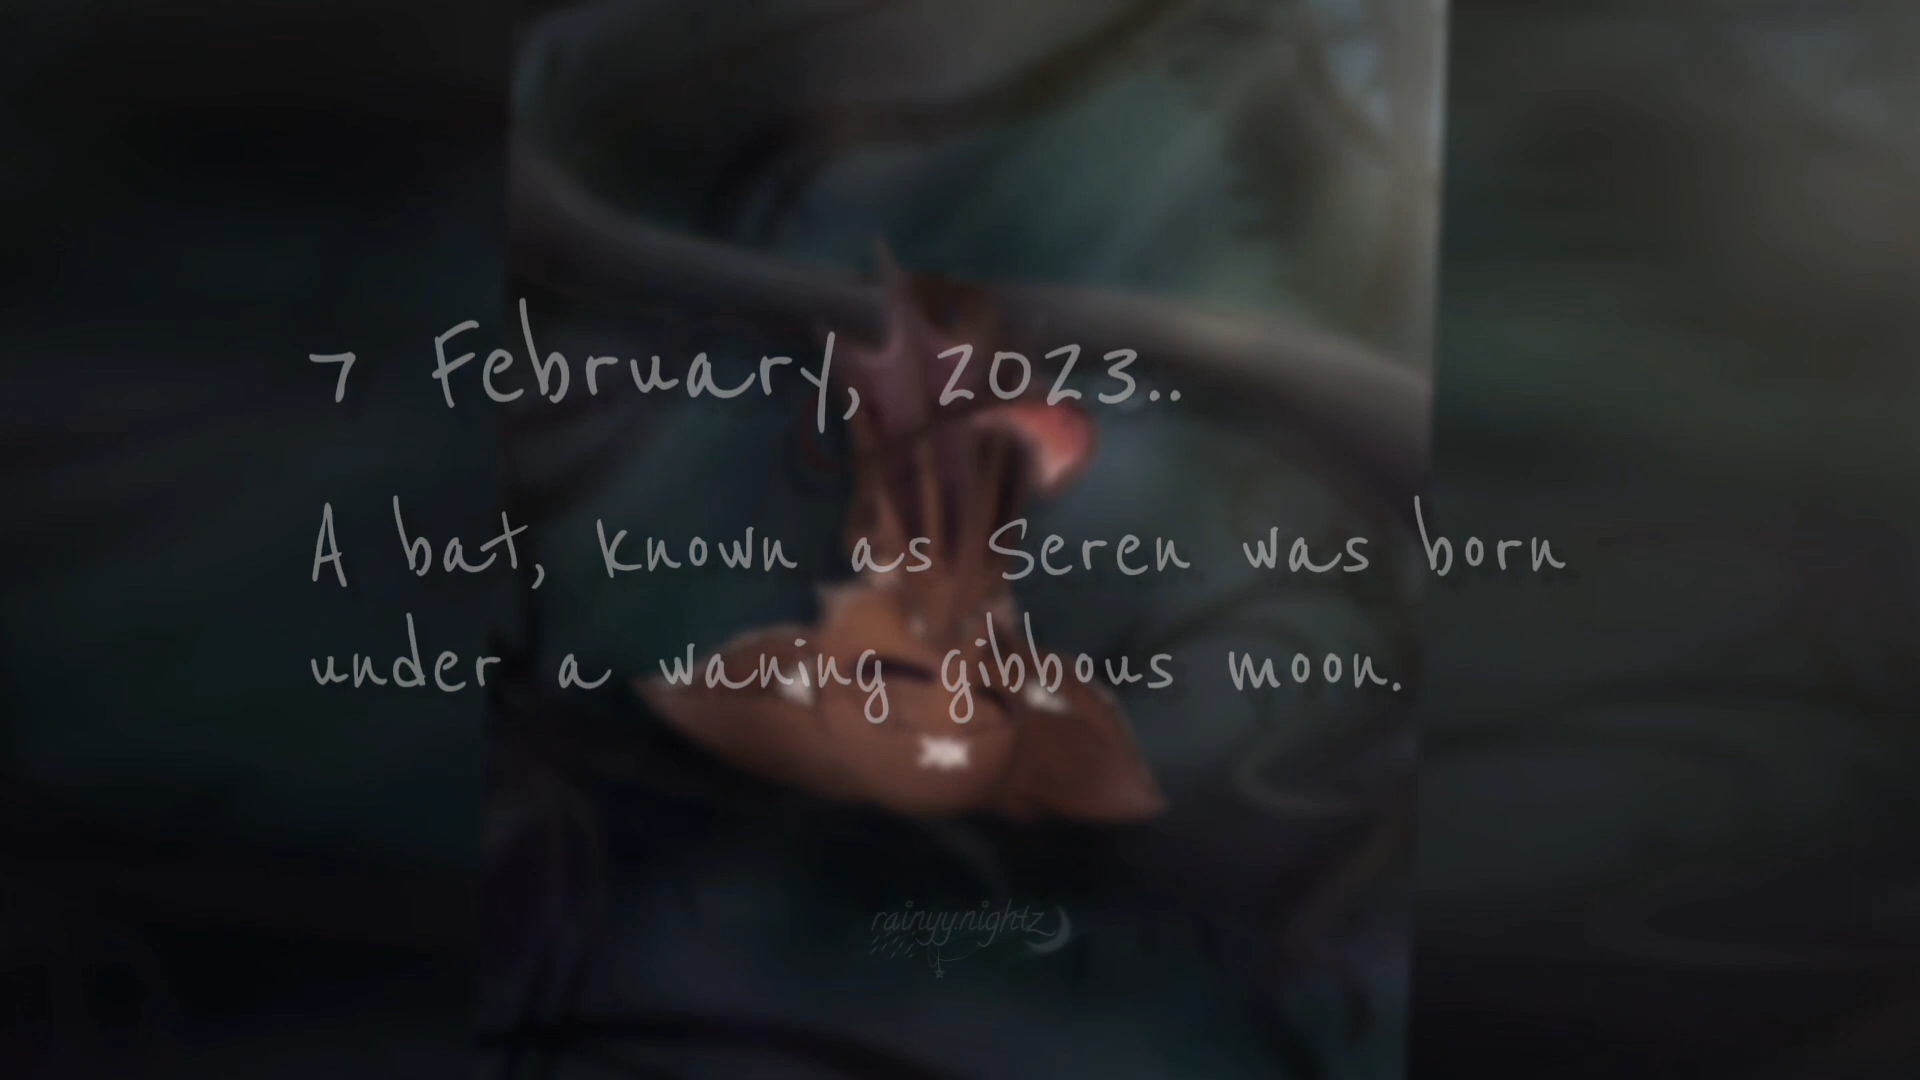 7 February, 2023..
A bat, known as Seren was born
under a waning gibbous moon.
rainyy.nightz